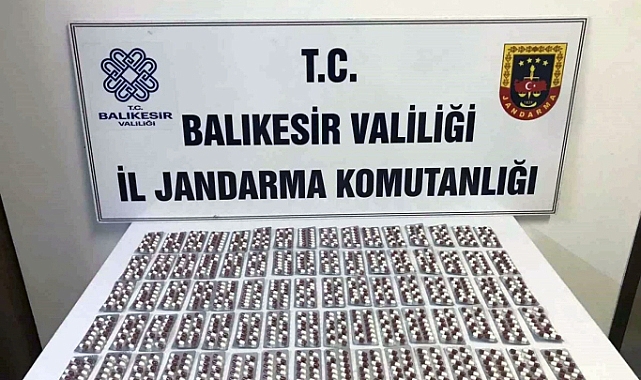 T.C.
BALIKESİR VALİLİĞİ
İL JANDARMA KOMUTANLIĞI
T.C.
BALIKESİR
VALİLİĞİ
JANDARMA